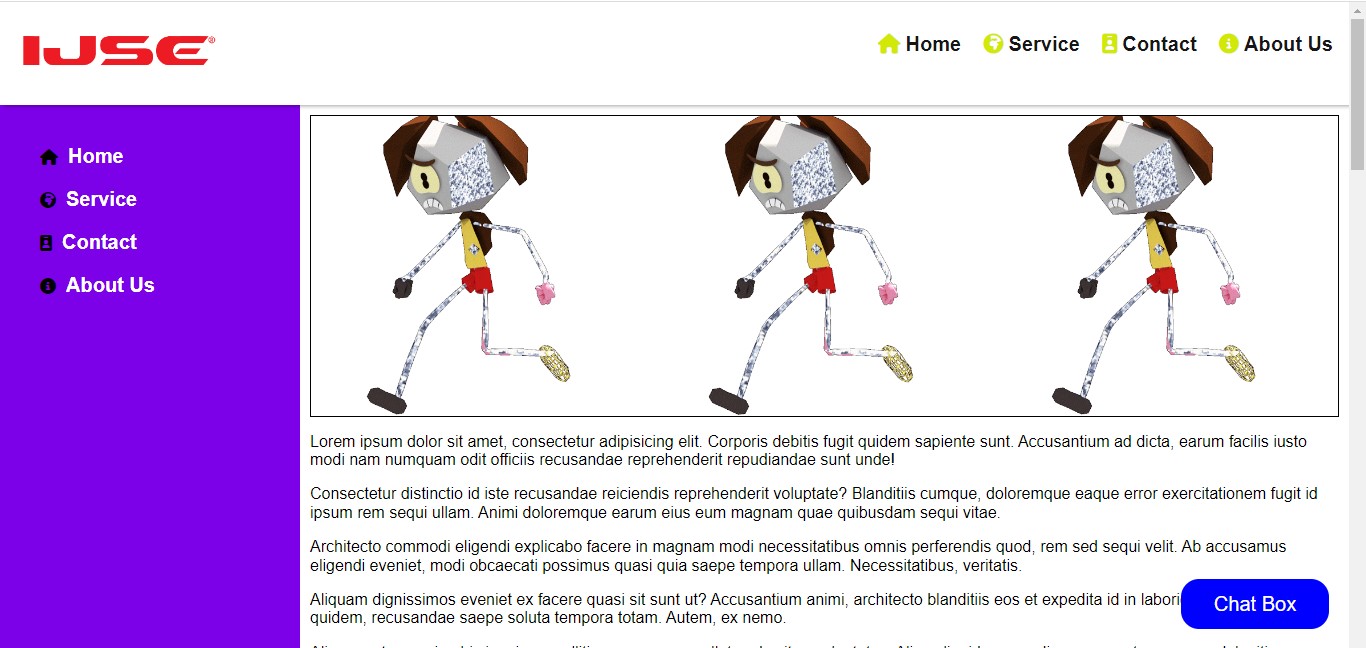 IJSE®
Home Service Contact About Us
Home
Service
Contact
About Us
Lorem ipsum dolor sit amet, consectetur adipisicing elit. Corporis debitis fugit quidem sapiente sunt. Accusantium ad dicta, earum facilis iusto
modi nam numquam odit officiis recusandae reprehenderit repudiandae sunt unde!
Consectetur distinctio id iste recusandae reiciendis reprehenderit voluptate? Blanditiis cumque, doloremque eaque error exercitationem fugit id
ipsum rem sequi ullam. Animi doloremque earum eius eum magnam quae quibusdam sequi vitae.
Architecto commodi eligendi explicabo facere in magnam modi necessitatibus omnis perferendis quod, rem sed sequi velit. Ab accusamus
eligendi eveniet, modi obcaecati possimus quasi quia saepe tempora ullam. Necessitatibus, veritatis.
Aliquam dignissimos eveniet ex facere quasi sit sunt ut? Accusantium animi, architecto blanditiis eos et expedita id in
quidem, recusandae saepe soluta tempora totam. Autem, ex nemo.
Chat Box